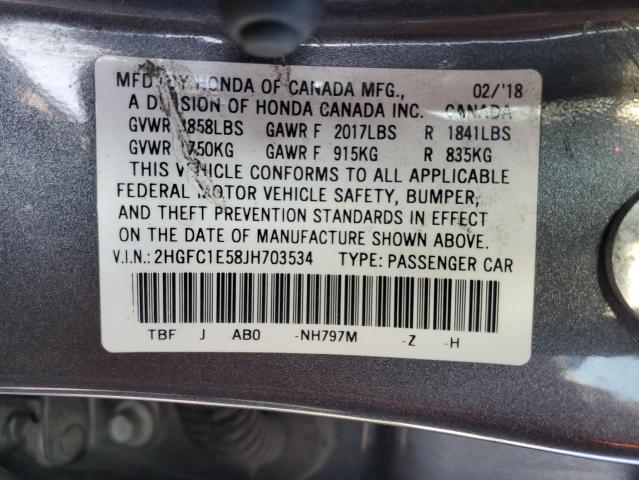 MFD BY HONDA OF CANADA MFG., 02/'18
A DIVISION OF HONDA CANADA INC. CANADA
GVWR 3858LBS GAWR F 2017LBS R 1841LBS
GVWR 1750KG GAWR F 915KG R 835KG
THIS VEHICLE CONFORMS TO ALL APPLICABLE
FEDERAL MOTOR VEHICLE SAFETY, BUMPER,
AND THEFT PREVENTION STANDARDS IN EFFECT
ON THE DATE OF MANUFACTURE SHOWN ABOVE.
V.I.N.: 2HGFC1E58JH703534 TYPE: PASSENGER CAR
TBF J AB0 -NH797M -Z -H